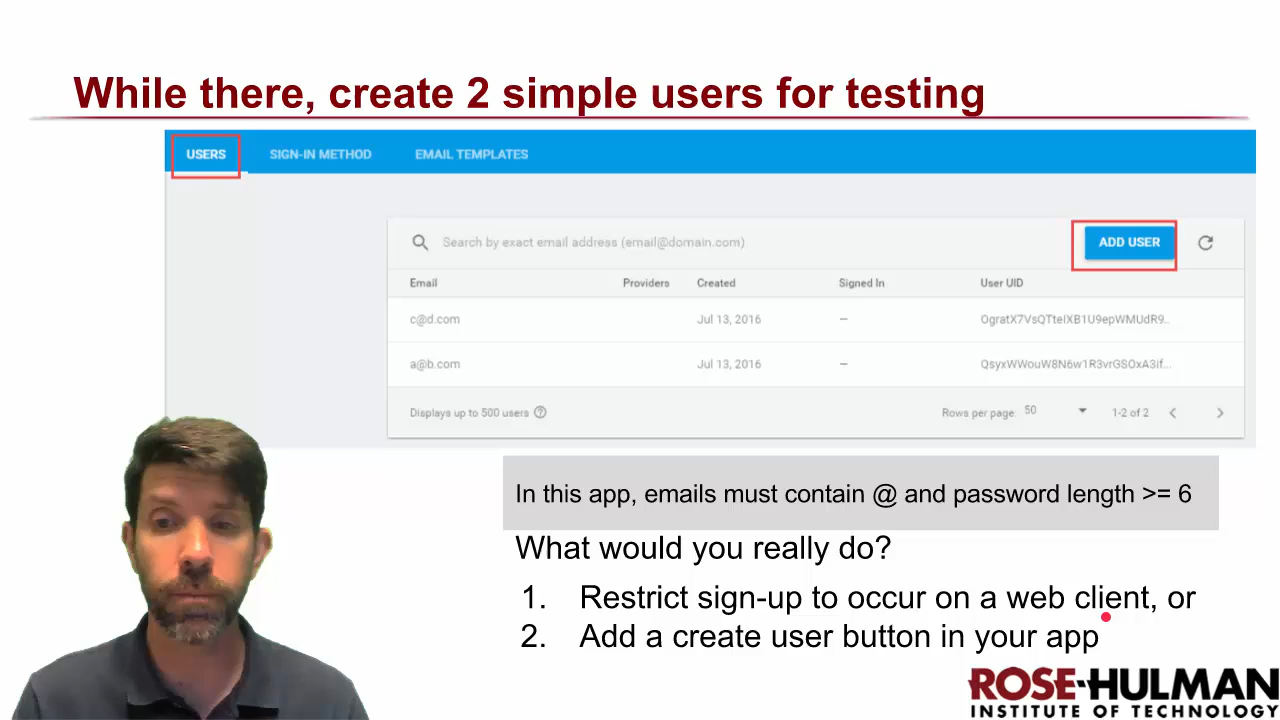 While there, create 2 simple users for testing
USERS SIGN-IN METHOD EMAIL TEMPLATES
Search by exact email address (email@domain.com) ADD USER
Email Providers Created Signed In User UID
c@d.com Jul 13, 2016 –
a@b.com Jul 13, 2016 –
Displays up to 500 users Rows per page: 50 1-2 of 2
In this app, emails must contain @ and password length >= 6
What would you really do?
1. Restrict sign-up to occur on a web client, or
2. Add a create user button in your app
ROSE-HULMAN
INSTITUTE OF TECHNOLOGY